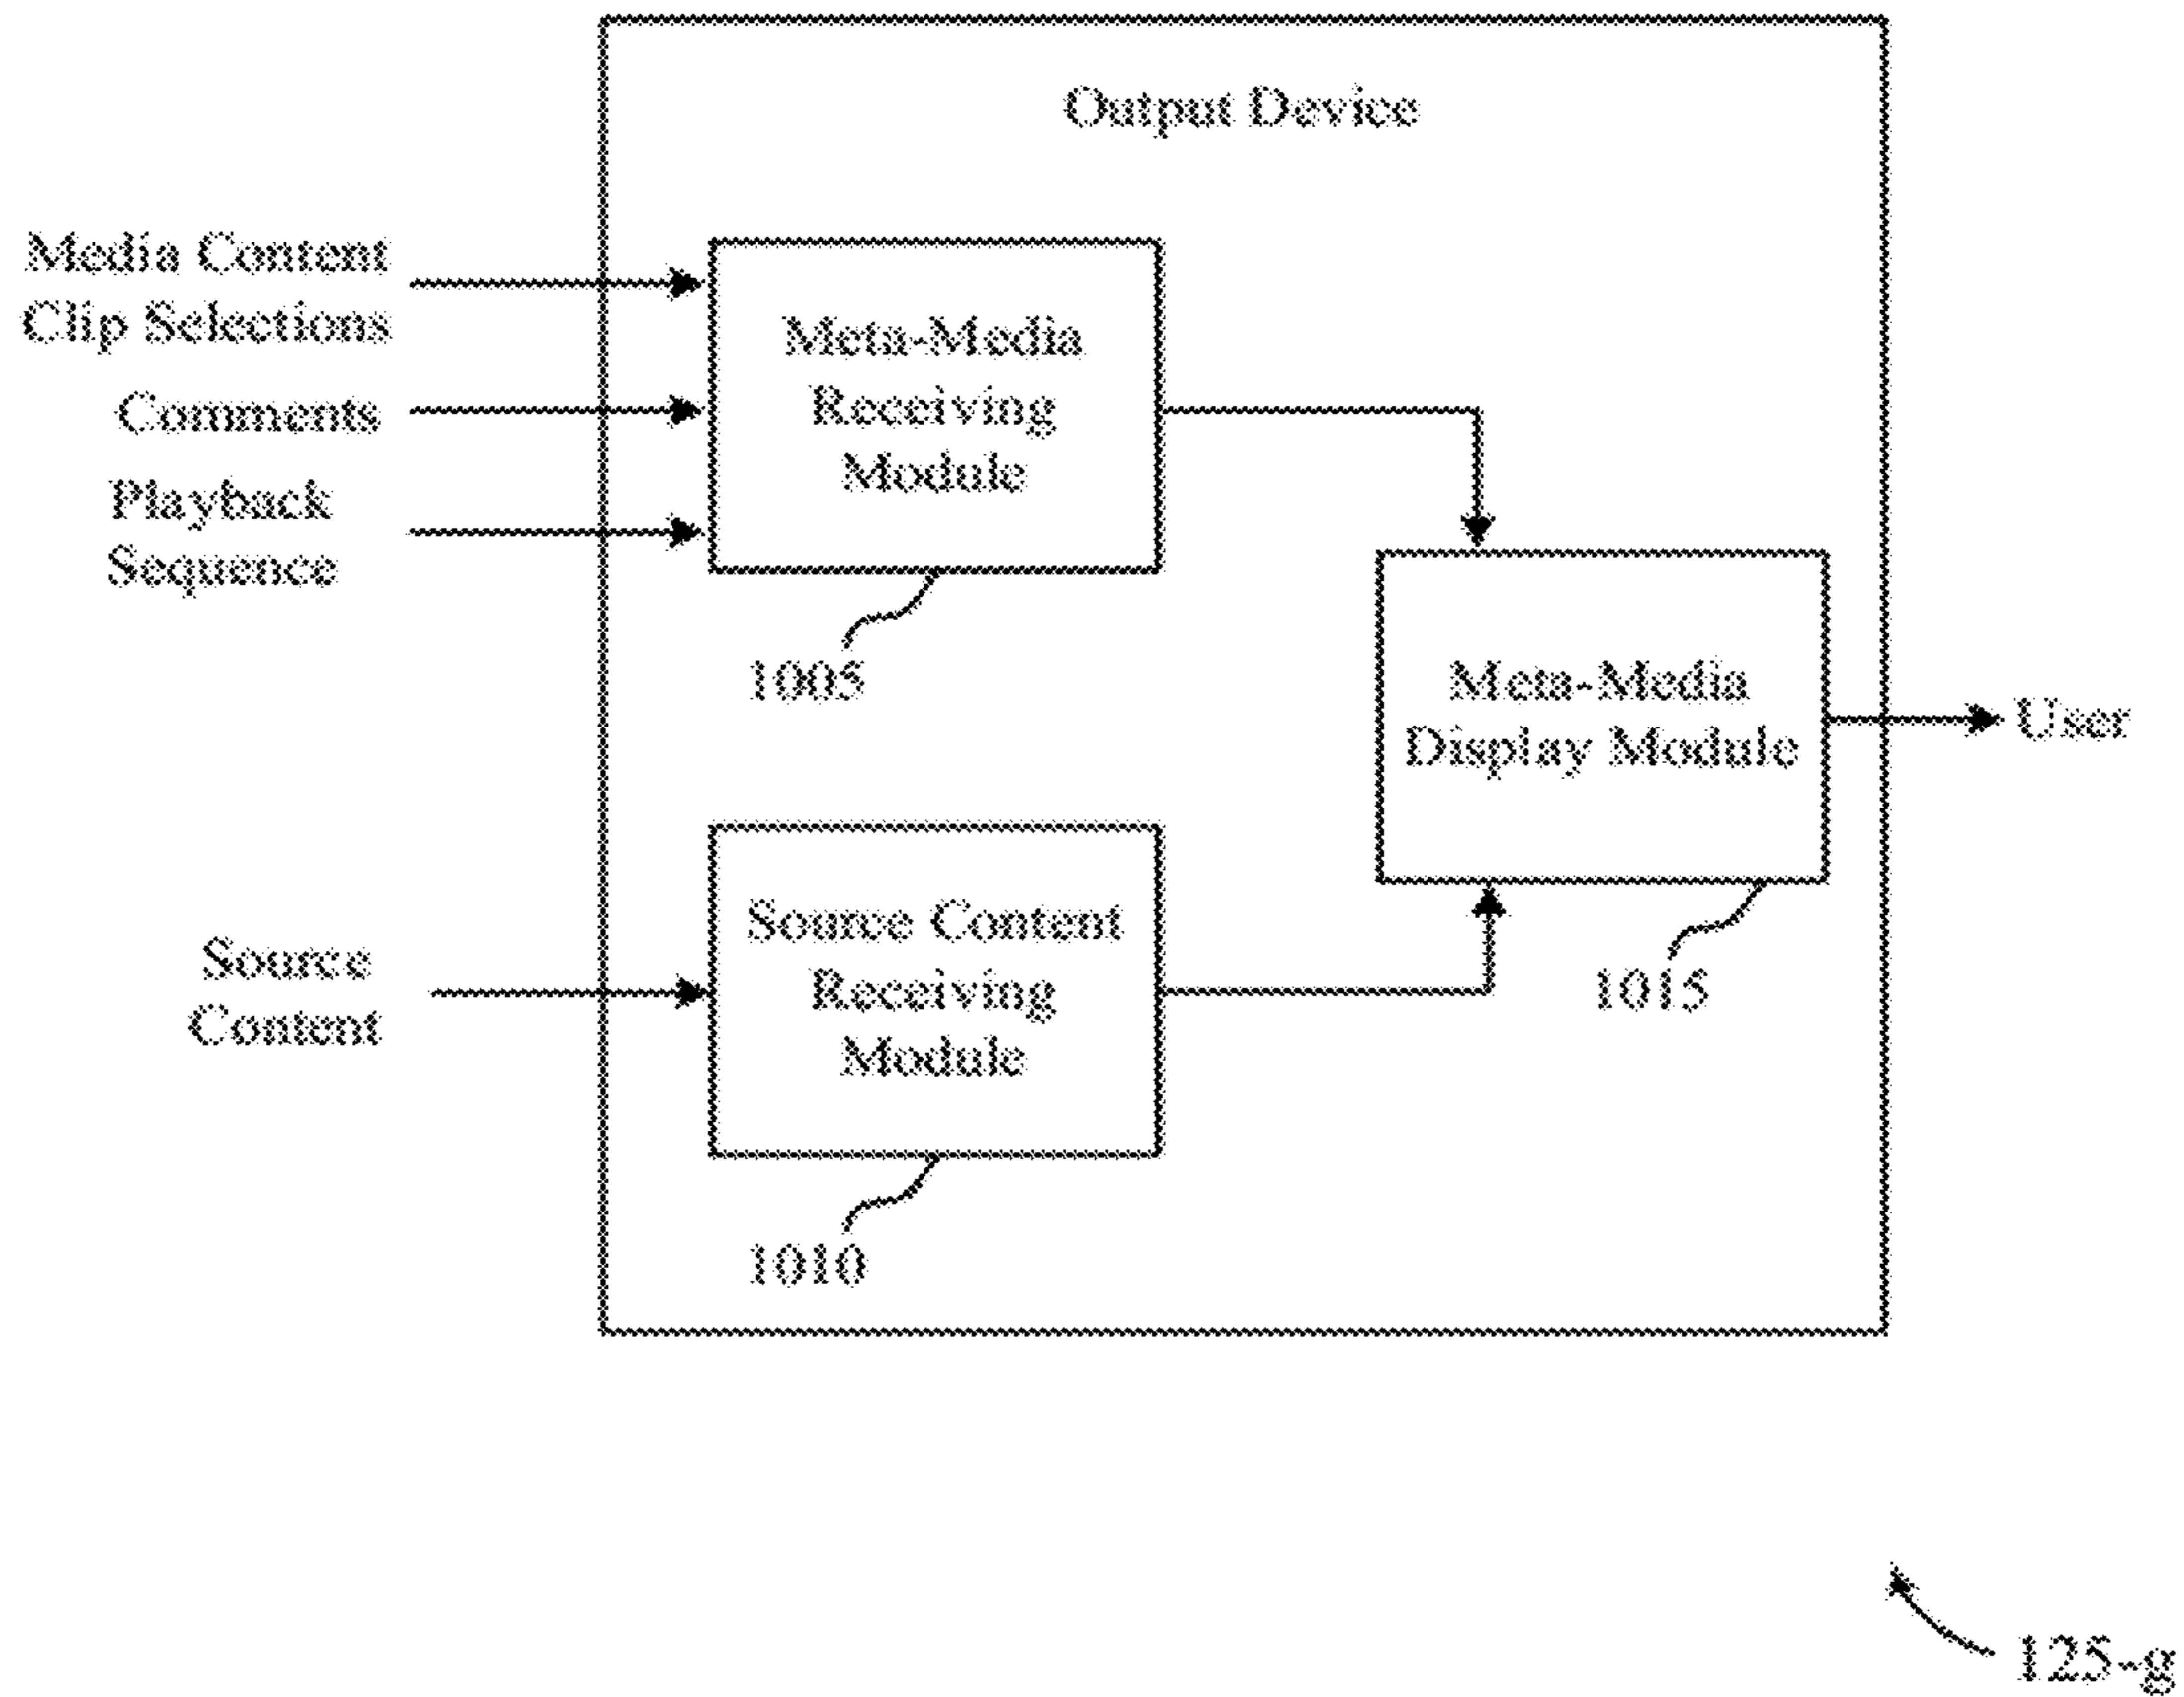 Output Device
Media Content
Clip Selections
Comments
Playback
Sequence
Meta-Media
Receiving
Module
1005
Meta-Media
Display Module
1015
User
Source
Content
Source Content
Receiving
Module
1010
125-g